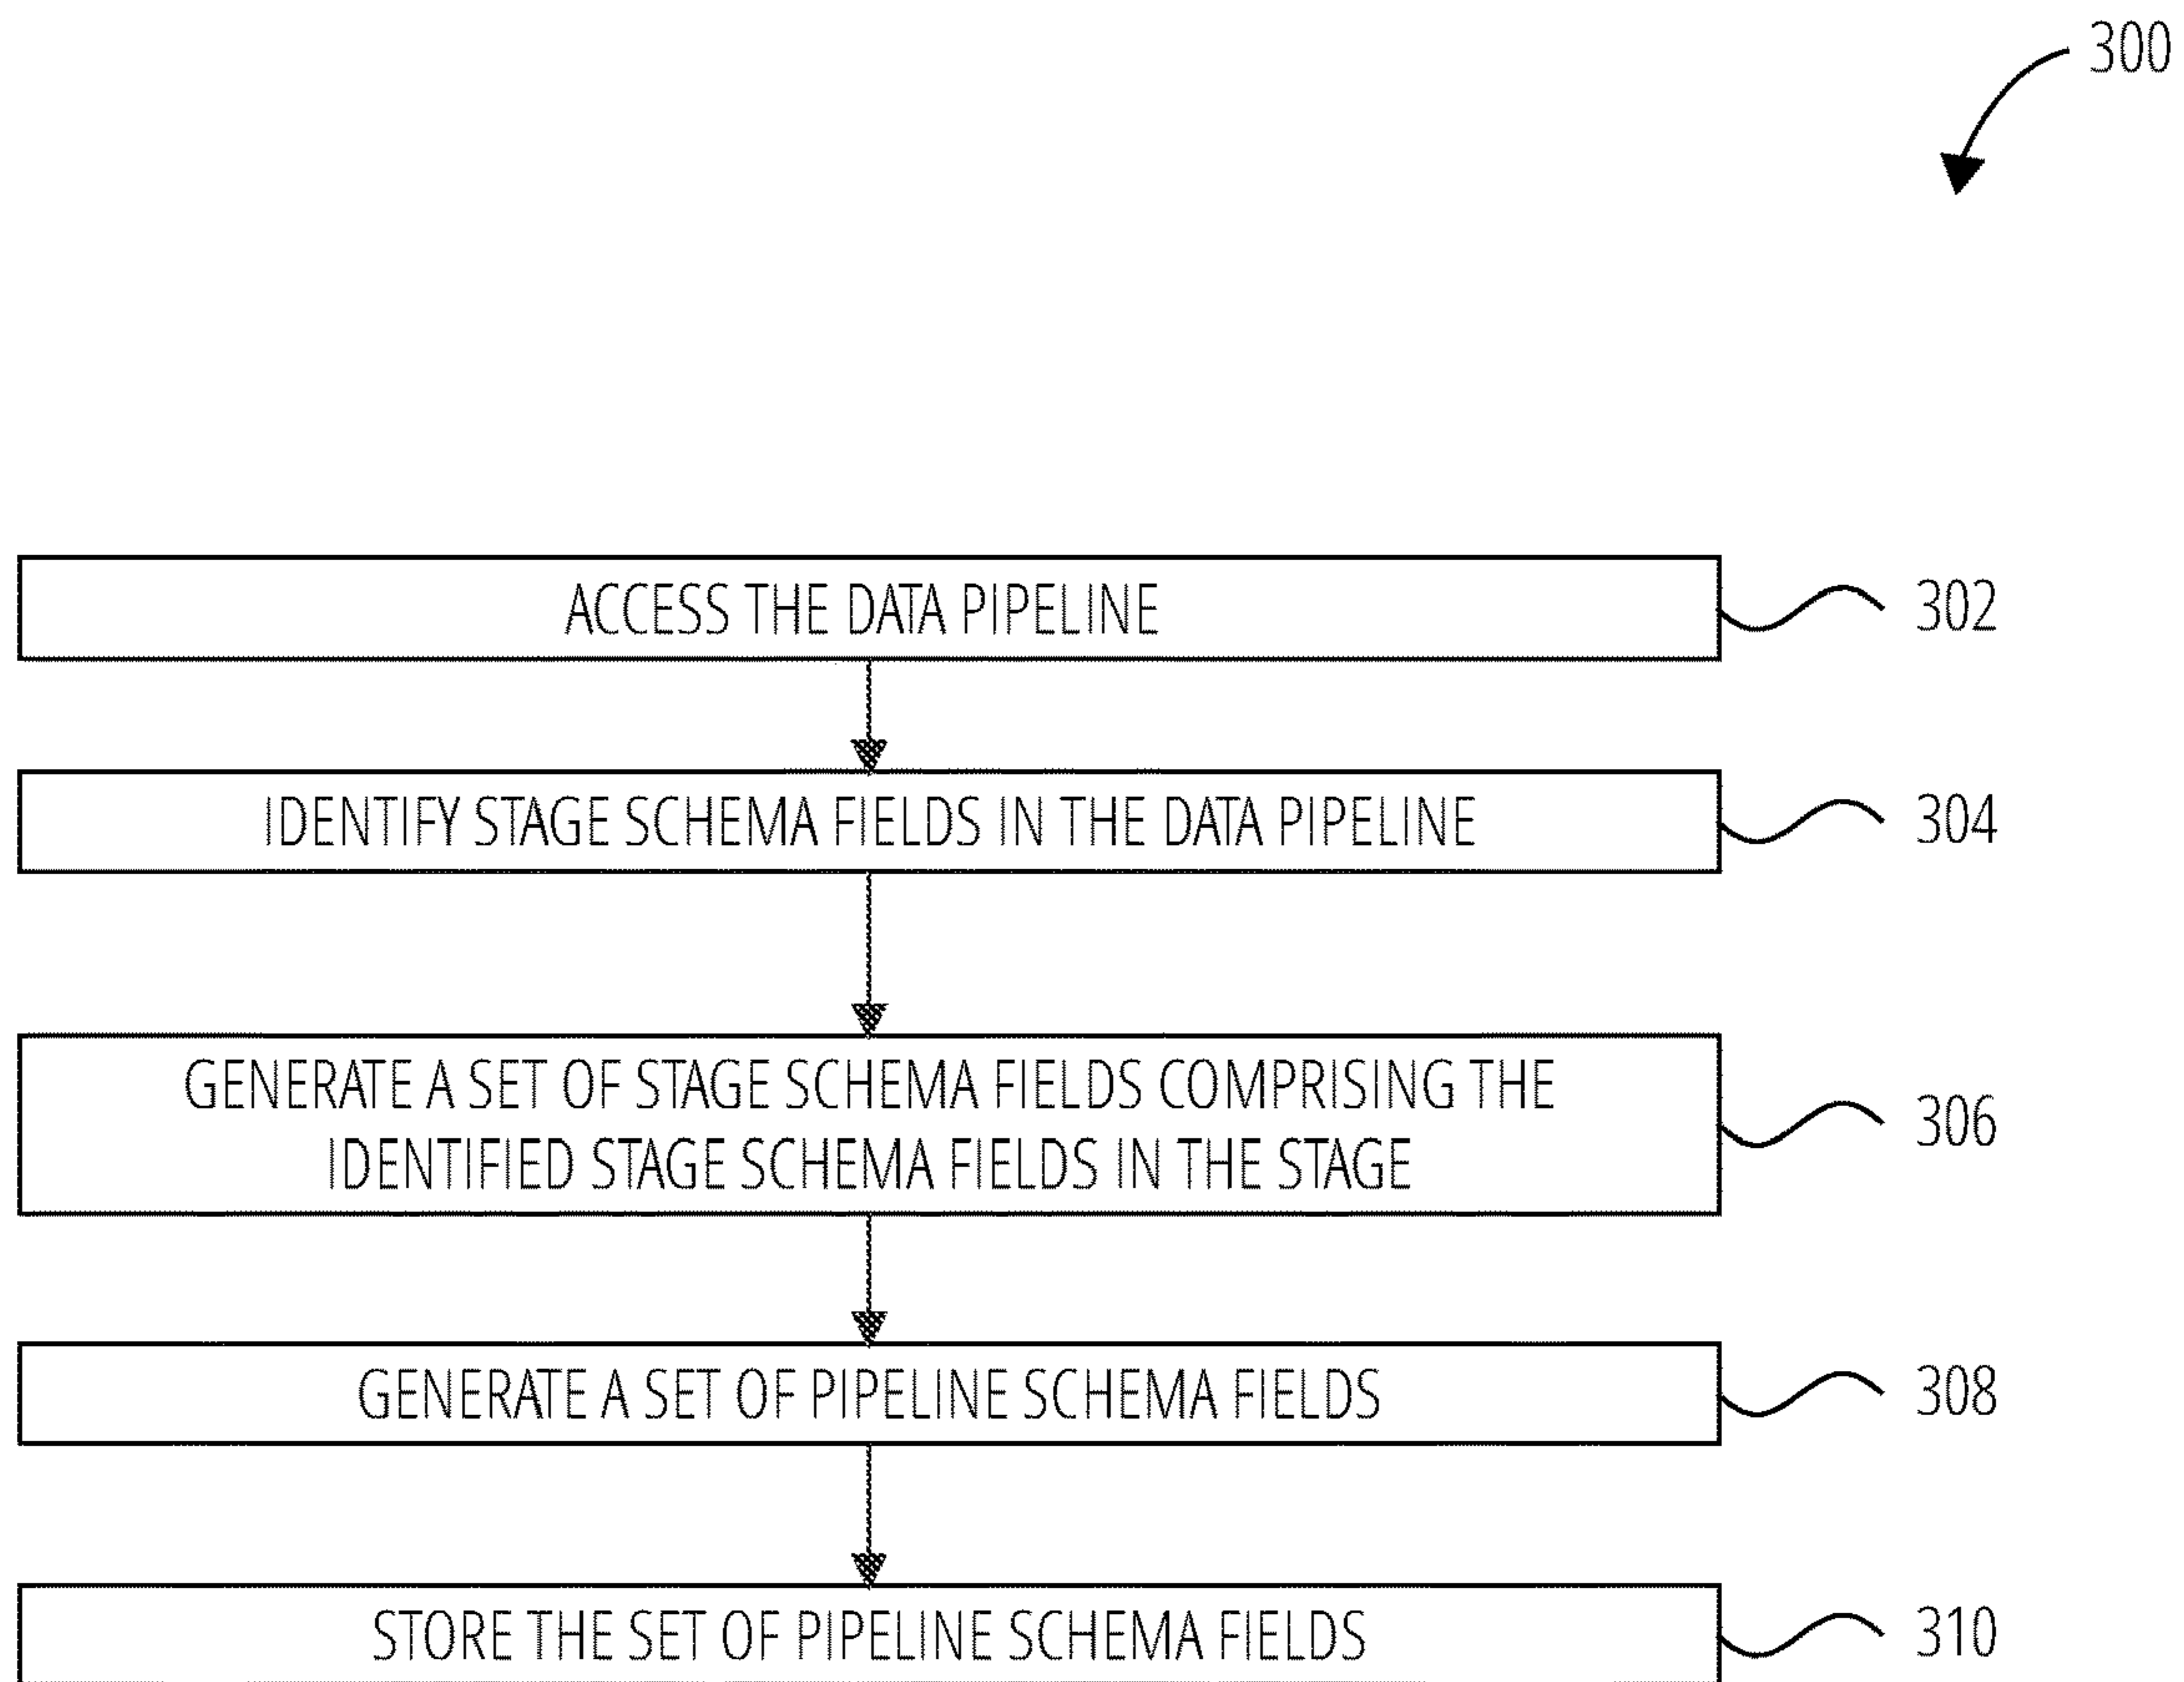 300
ACCESS THE DATA PIPELINE
302
IDENTIFY STAGE SCHEMA FIELDS IN THE DATA PIPELINE
304
GENERATE A SET OF STAGE SCHEMA FIELDS COMPRISING THE
IDENTIFIED STAGE SCHEMA FIELDS IN THE STAGE
306
GENERATE A SET OF PIPELINE SCHEMA FIELDS
308
STORE THE SET OF PIPELINE SCHEMA FIELDS
310